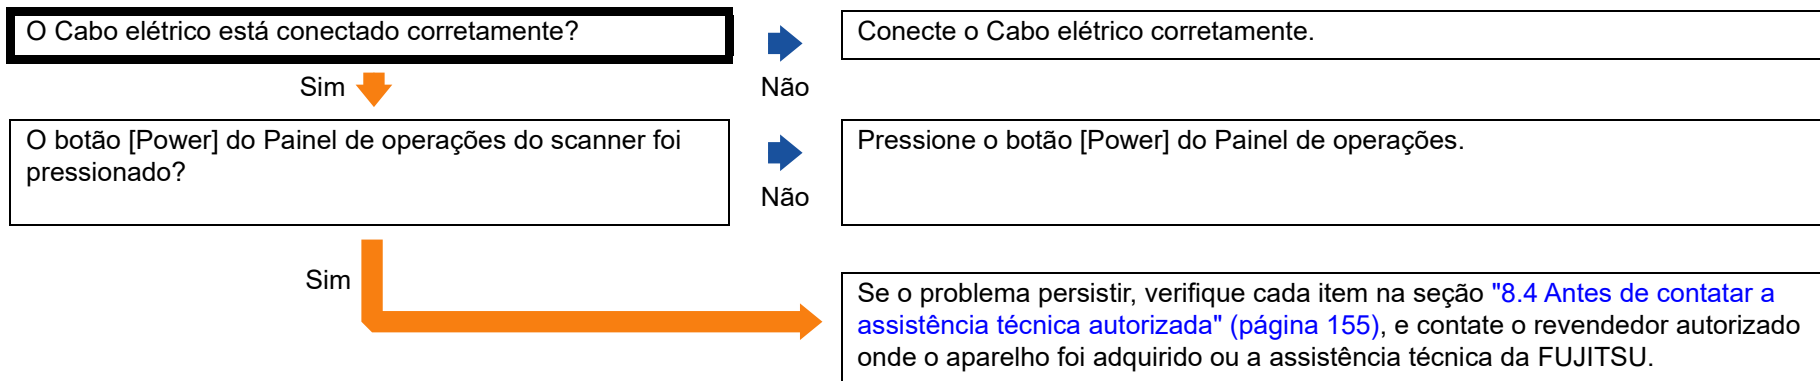 O Cabo elétrico está conectado corretamente?
Conecte o Cabo elétrico corretamente.
Sim
Não
O botão [Power] do Painel de operações do scanner foi
pressionado?
Pressione o botão [Power] do Painel de operações.
Não
Sim
Se o problema persistir, verifique cada item na seção "8.4 Antes de contatar a
assistência técnica autorizada" (página 155), e contate o revendedor autorizado
onde o aparelho foi adquirido ou a assistência técnica da FUJITSU.